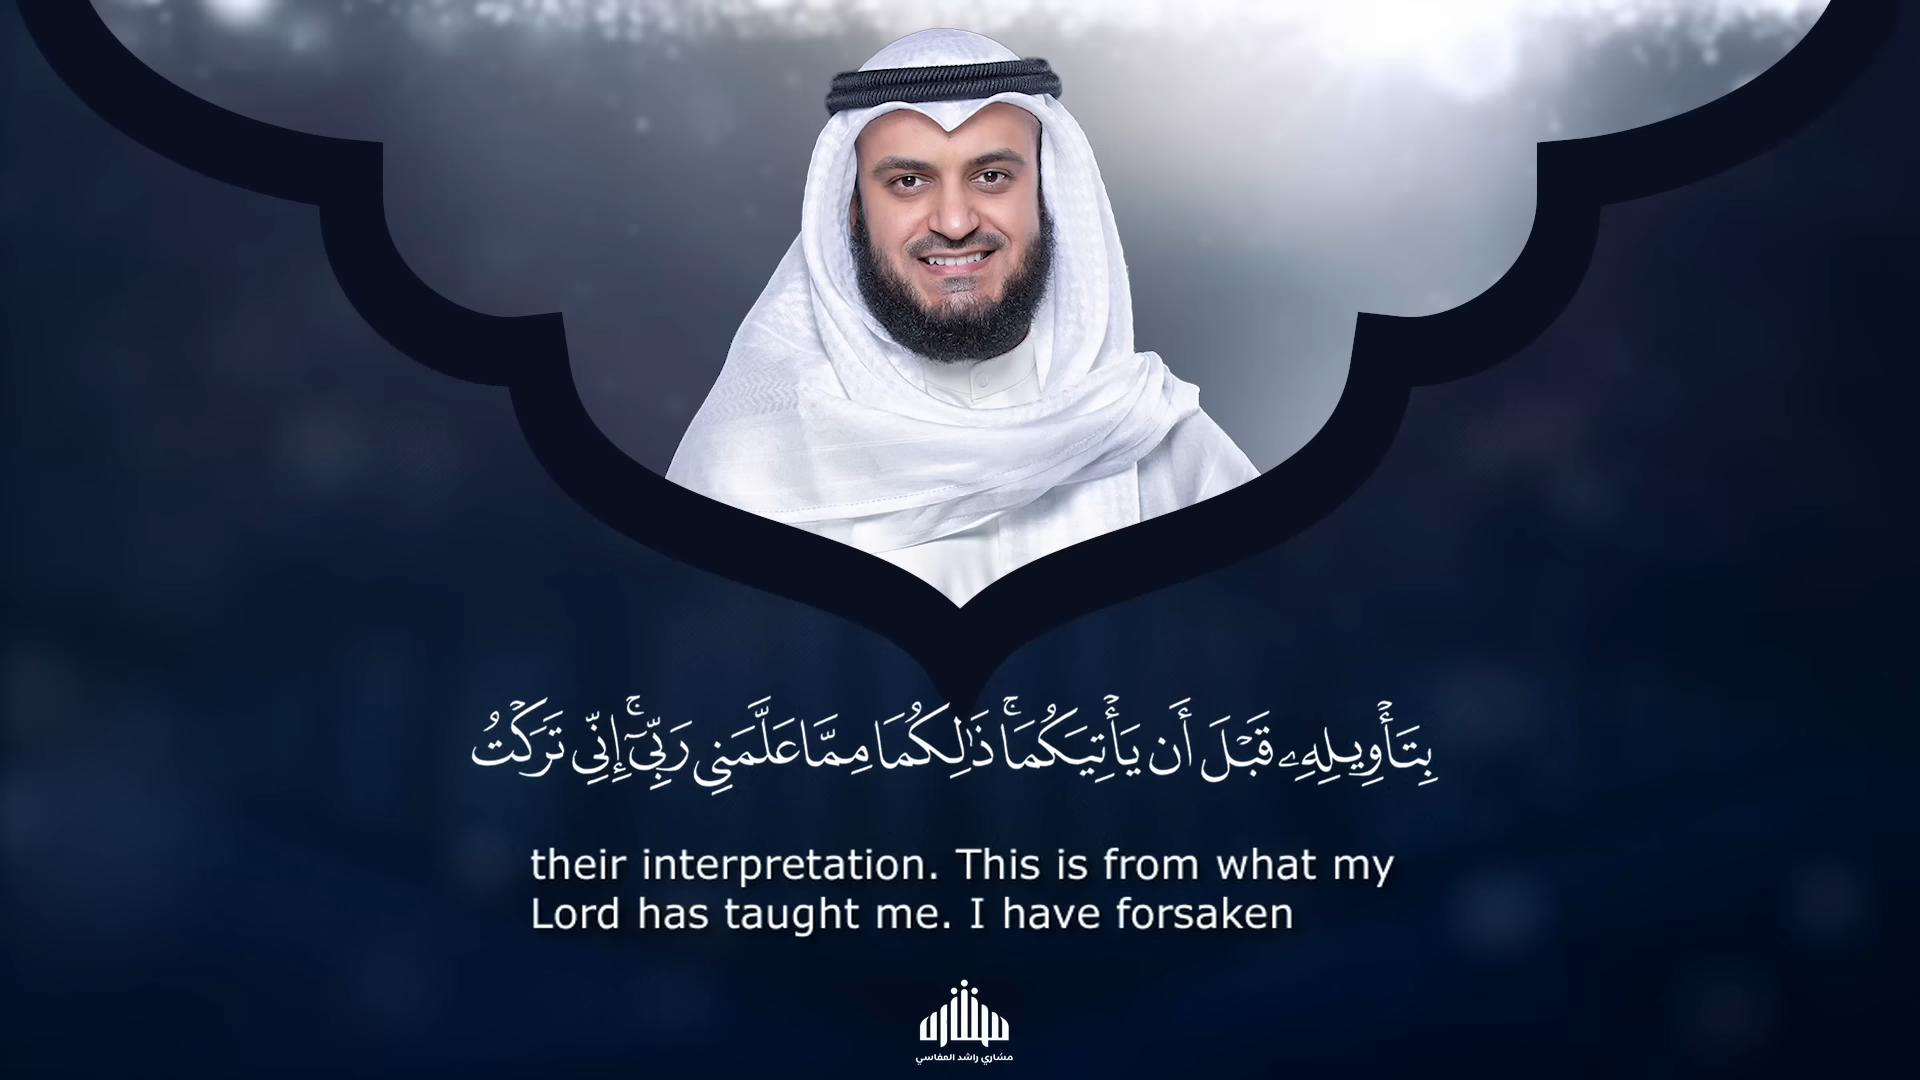 بِتَأْوِيلِهِۦ قَبْلَ أَن يَأْتِيَكُمَا ۚ ذَٰلِكُمَا مِمَّا عَلَّمَنِى رَبِّىٓ ۚ إِنِّى تَرَكْتُ
their interpretation. This is from what my
Lord has taught me. I have forsaken
مشاري راشد العفاسي